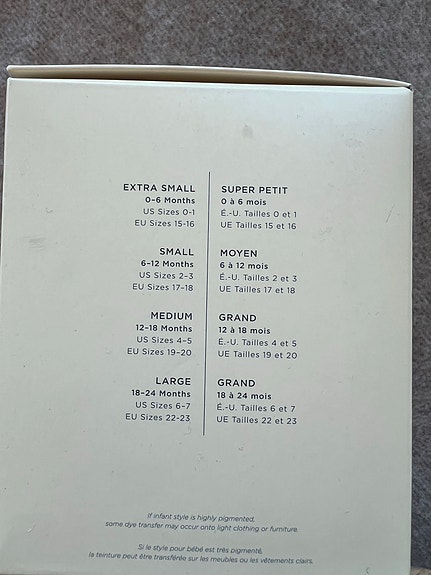 EXTRA SMALL
0-6 Months
US Sizes 0-1
EU Sizes 15-16
SMALL
6-12 Months
US Sizes 2–3
EU Sizes 17–18
MEDIUM
12–18 Months
US Sizes 4–5
EU Sizes 19–20
LARGE
18–24 Months
US Sizes 6-7
EU Sizes 22-23
SUPER PETIT
0 à 6 mois
É.-U. Tailles 0 et 1
UE Tailles 15 et 16
MOYEN
6 à 12 mois
É.-U. Tailles 2 et 3
UE Tailles 17 et 18
GRAND
12 à 18 mois
É.-U. Tailles 4 et 5
UE Tailles 19 et 20
GRAND
18 à 24 mois
É.-U. Tailles 6 et 7
UE Tailles 22 et 23
If infant style is highly pigmented,
some dye transfer may occur onto light clothing or furniture.
Si le style pour bébé est très pigmenté,
la teinture peut être transférée sur les meubles ou les vêtements clairs.